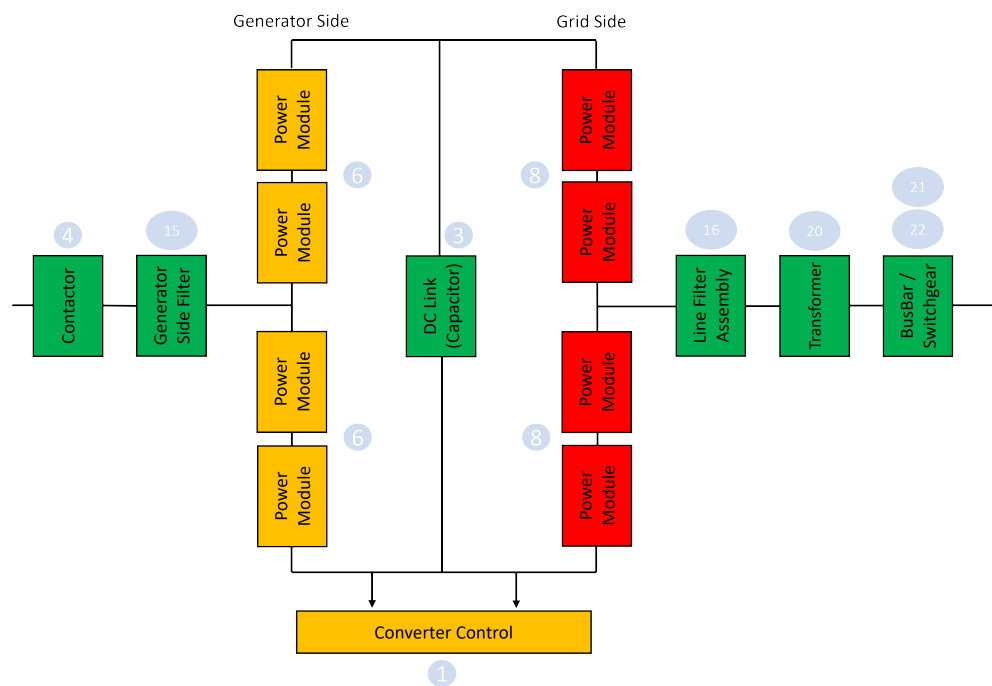 Generator Side
Grid Side
Power
Module
Power
Module
6
8
Power
Module
Power
Module
4
15
3
16
20
21
22
Contactor
Generator
Side Filter
DC Link
(Capacitor)
Line Filter
Assembly
Transformer
BusBar /
Switchgear
Power
Module
Power
Module
6
8
Power
Module
Power
Module
Converter Control
1